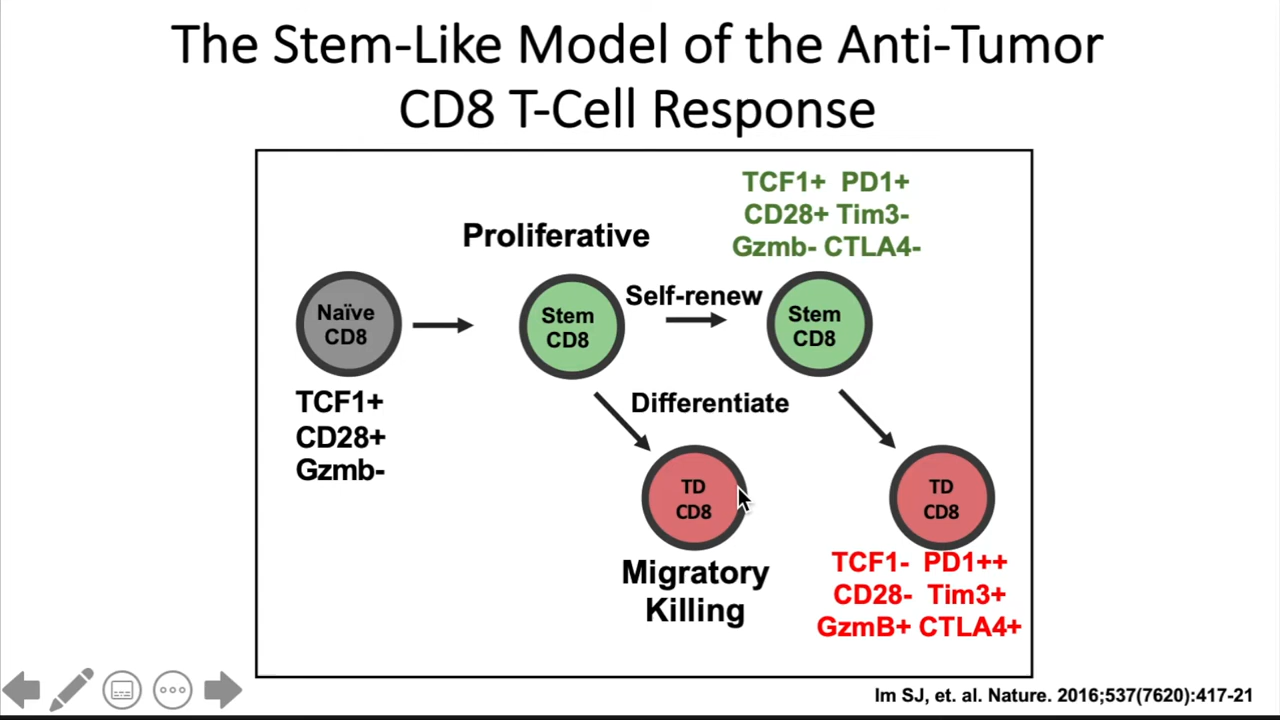 The Stem-Like Model of the Anti-Tumor
CD8 T-Cell Response
TCF1+ PD1+
CD28+ Tim3-
Gzmb- CTLA4-
Proliferative
Self-renew
Naïve
CD8
Stem
CD8
Stem
CD8
TCF1+
CD28+
Gzmb-
Differentiate
TD
CD8
TD
CD8
Migratory
Killing
TCF1- PD1++
CD28- Tim3+
GzmB+ CTLA4+
Im SJ, et. al. Nature. 2016;537(7620):417-21